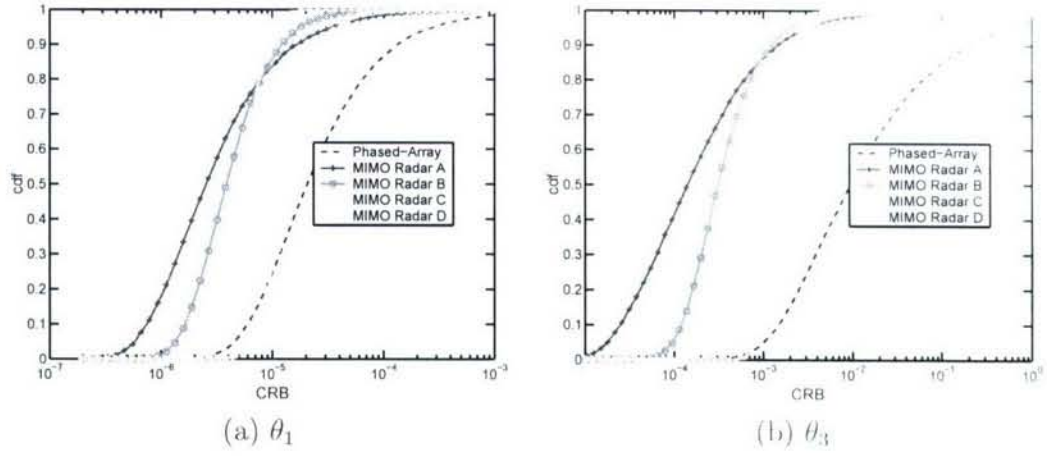 1
0.9
0.8
0.7
0.6
0.5
0.4
0.3
0.2
0.1
0
cdf
Phased-Array
MIMO Radar A
MIMO Radar B
MIMO Radar C
MIMO Radar D
10^-7
10^-6
10^-5
10^-4
10^-3
CRB
(a) θ₁
1
0.9
0.8
0.7
0.6
0.5
0.4
0.3
0.2
0.1
0
cdf
Phased-Array
MIMO Radar A
MIMO Radar B
MIMO Radar C
MIMO Radar D
10^-4
10^-3
10^-2
10^-1
10^0
CRB
(b) θ₃